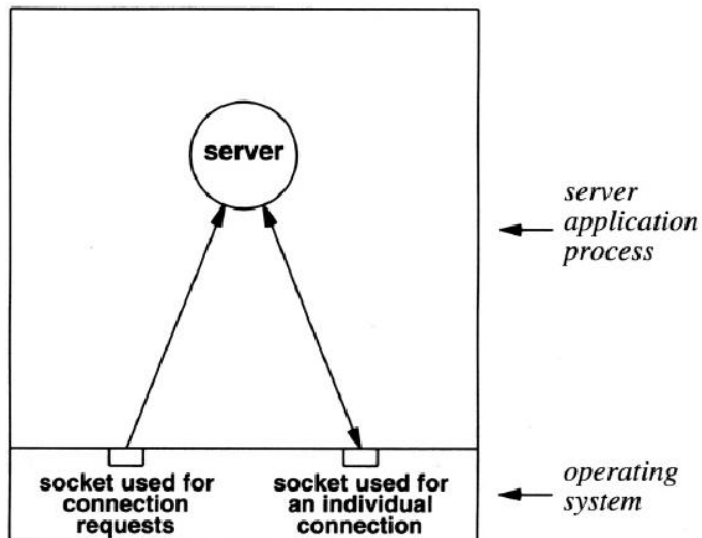 server
server
application
process
socket used for
connection
requests
socket used for
an individual
connection
operating
system